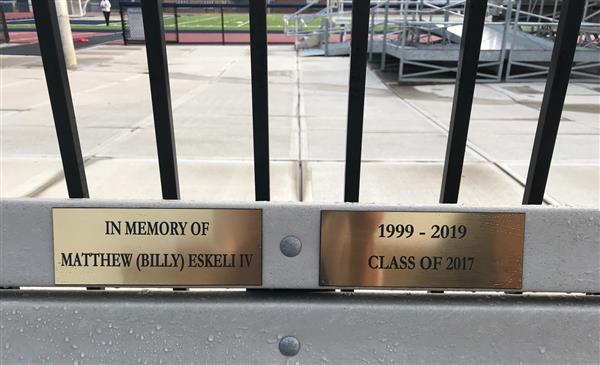 IN MEMORY OF
MATTHEW (BILLY) ESKELI IV
1999 - 2019
CLASS OF 2017